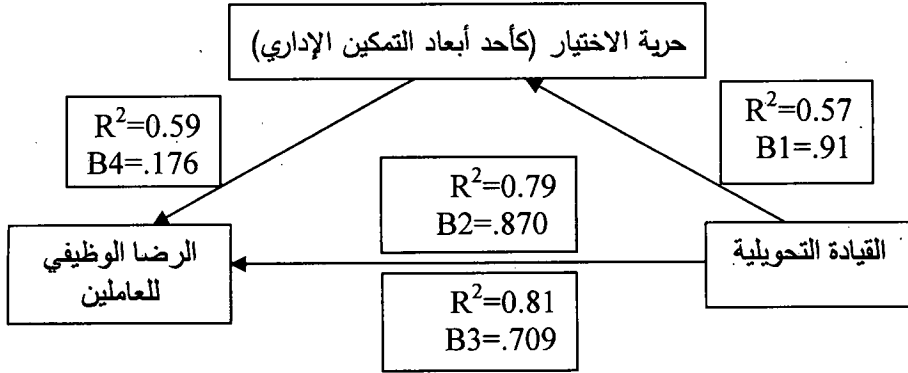 حرية الاختيار (كأحد أبعاد التمكين الإداري)
R²=0.57
B1=.91
R²=0.59
B4=.176
R²=0.79
B2=.870
القيادة التحويلية
الرضا الوظيفي
للعاملين
R²=0.81
B3=.709